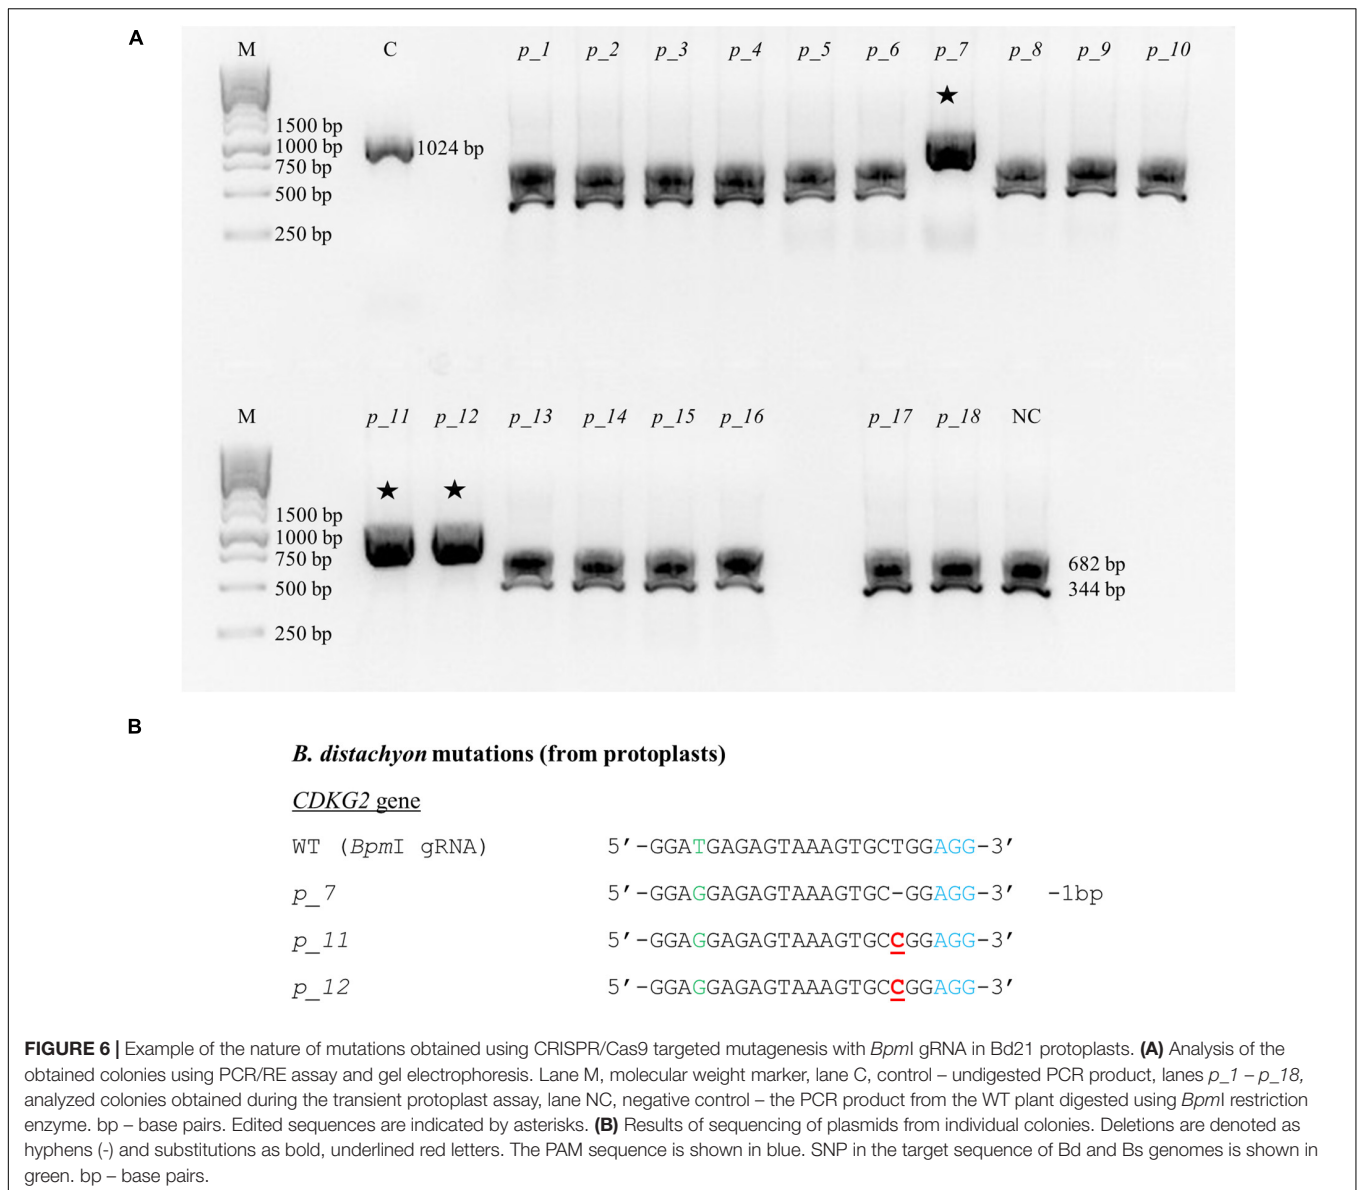 A
M C p_1 p_2 p_3 p_4 p_5 p_6 p_7 p_8 p_9 p_10
★
1500 bp
1000 bp 1024 bp
750 bp
500 bp
250 bp
M p_11 p_12 p_13 p_14 p_15 p_16 p_17 p_18 NC
★ ★
1500 bp
1000 bp
750 bp 682 bp
500 bp 344 bp
250 bp
B
B. distachyon mutations (from protoplasts)
CDKG2 gene
WT (BpmI gRNA) 5′-GGATGAGAGTAAAGTGCTGGAGG-3′
p_7 5′-GGAGGAGAGTAAAGTGC-GGAGG-3′ -1bp
p_11 5′-GGAGGAGAGTAAAGTGCCGGAGG-3′
p_12 5′-GGAGGAGAGTAAAGTGCCGGAGG-3′
FIGURE 6 | Example of the nature of mutations obtained using CRISPR/Cas9 targeted mutagenesis with BpmI gRNA in Bd21 protoplasts. (A) Analysis of the
obtained colonies using PCR/RE assay and gel electrophoresis. Lane M, molecular weight marker, lane C, control – undigested PCR product, lanes p_1 – p_18,
analyzed colonies obtained during the transient protoplast assay, lane NC, negative control – the PCR product from the WT plant digested using BpmI restriction
enzyme. bp – base pairs. Edited sequences are indicated by asterisks. (B) Results of sequencing of plasmids from individual colonies. Deletions are denoted as
hyphens (-) and substitutions as bold, underlined red letters. The PAM sequence is shown in blue. SNP in the target sequence of Bd and Bs genomes is shown in
green. bp – base pairs.